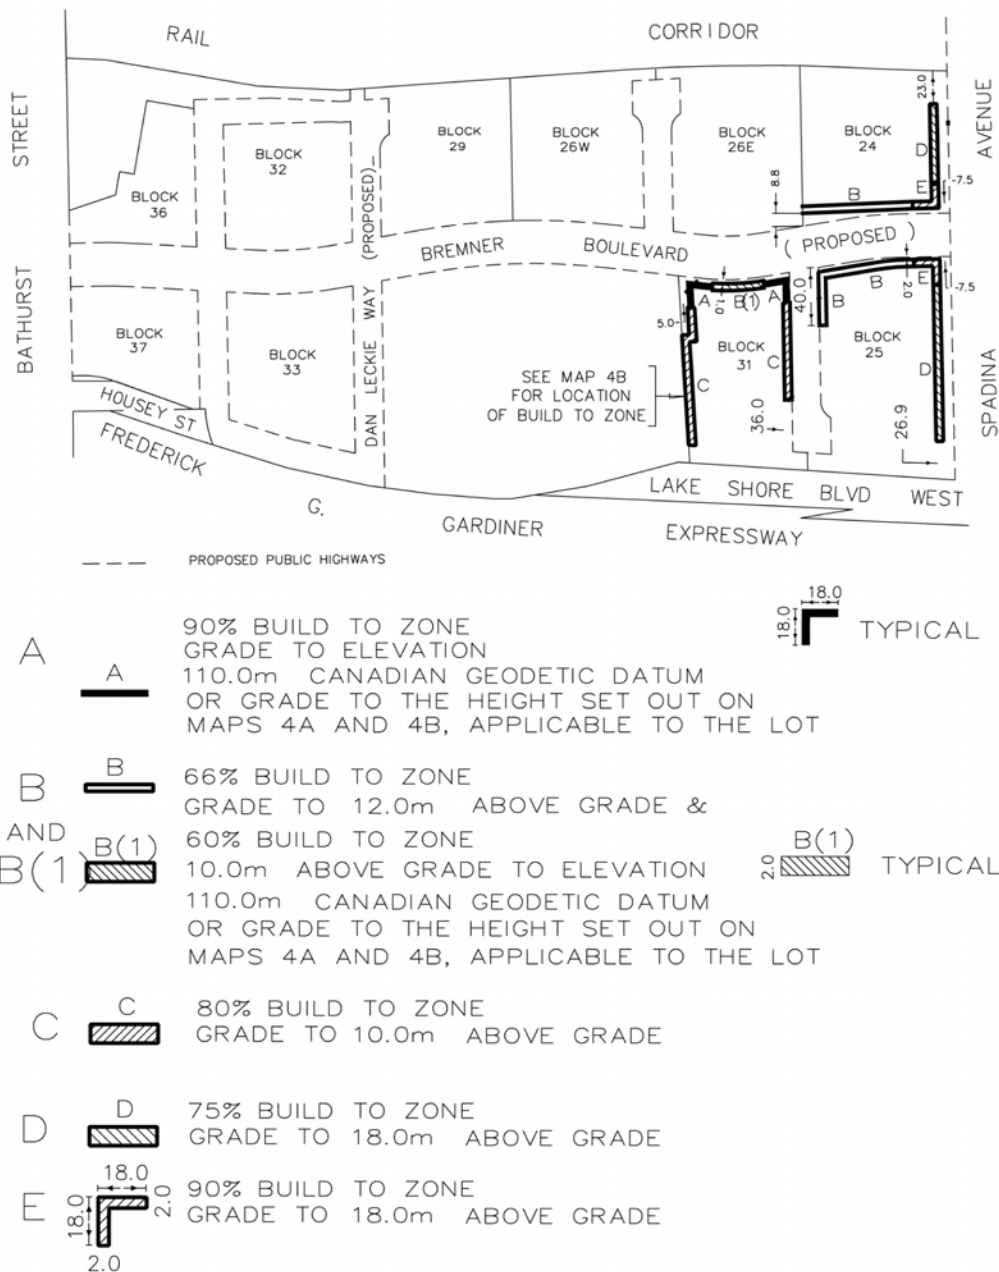 RAIL
CORRIDOR
STREET
AVENUE
23.0
BLOCK
29
BLOCK
26W
BLOCK
26E
BLOCK
24
D
BLOCK
32
BLOCK
36
(PROPOSED)
8.8
B
E
-7.5
BREMNER
BOULEVARD
( PROPOSED )
BATHURST
DAN LECKIE WAY
A
1.0
B(1)
A
40.0
B
B
2.0
E
-7.5
5.0-
BLOCK
37
BLOCK
33
BLOCK
31
BLOCK
25
C
C
D
SEE MAP 4B
FOR LOCATION
OF BUILD TO ZONE
36.0
26.9
SPADINA
HOUSEY ST
FREDERICK
G.
GARDINER
EXPRESSWAY
LAKE SHORE BLVD WEST
PROPOSED PUBLIC HIGHWAYS
18.0
18.0
TYPICAL
A
A
90% BUILD TO ZONE
GRADE TO ELEVATION
110.0m CANADIAN GEODETIC DATUM
OR GRADE TO THE HEIGHT SET OUT ON
MAPS 4A AND 4B, APPLICABLE TO THE LOT
B
B
66% BUILD TO ZONE
GRADE TO 12.0m ABOVE GRADE &
AND
B(1)
B(1)
60% BUILD TO ZONE
10.0m ABOVE GRADE TO ELEVATION
110.0m CANADIAN GEODETIC DATUM
OR GRADE TO THE HEIGHT SET OUT ON
MAPS 4A AND 4B, APPLICABLE TO THE LOT
B(1)
2.0
TYPICAL
C
C
80% BUILD TO ZONE
GRADE TO 10.0m ABOVE GRADE
D
D
75% BUILD TO ZONE
GRADE TO 18.0m ABOVE GRADE
E
18.0
18.0
2.0
2.0
90% BUILD TO ZONE
GRADE TO 18.0m ABOVE GRADE